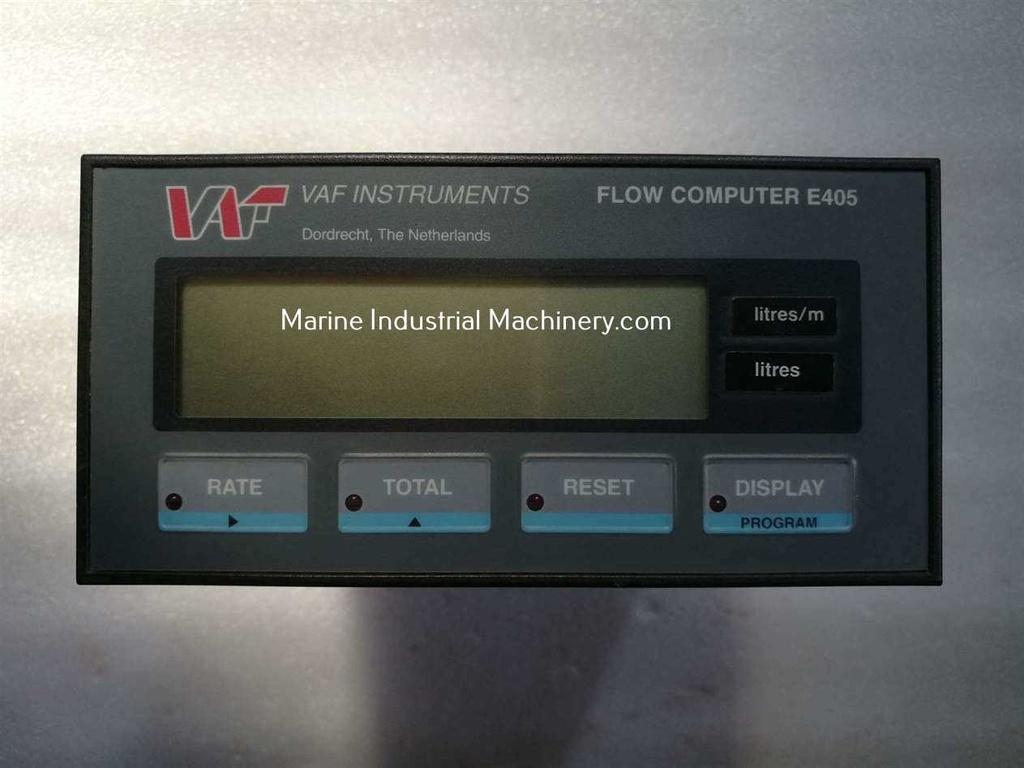 VAF
VAF INSTRUMENTS
FLOW COMPUTER E405
Dordrecht, The Netherlands
Marine Industrial Machinery.com
litres/m
litres
RATE
TOTAL
RESET
DISPLAY
PROGRAM